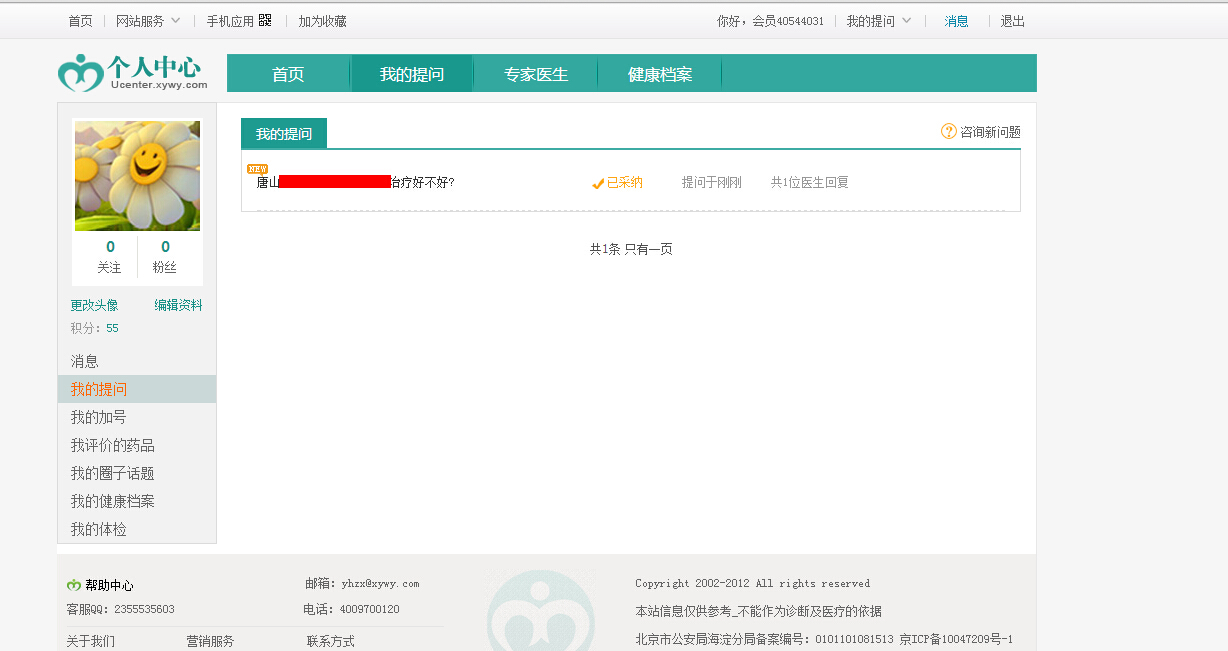 首页 网站服务 手机应用 加为收藏 你好，会员40544031 我的提问 消息 退出
个人中心
Ucenter.xywy.com
首页 我的提问 专家医生 健康档案
我的提问 咨询新问题
NEW
唐山 治疗好不好? 已采纳 提问于刚刚 共1位医生回复
共1条 只有一页
0 0
关注 粉丝
更改头像 编辑资料
积分：55
消息
我的提问
我的加号
我评价的药品
我的圈子话题
我的健康档案
我的体检
帮助中心 邮箱：yhzx@xywy.com Copyright 2002-2012 All rights reserved
客服QQ：2355535603 电话：4009700120 本站信息仅供参考_不能作为诊断及医疗的依据
关于我们 营销服务 联系方式 北京市公安局海淀分局备案编号：0101101081513 京ICP备10047209号-1